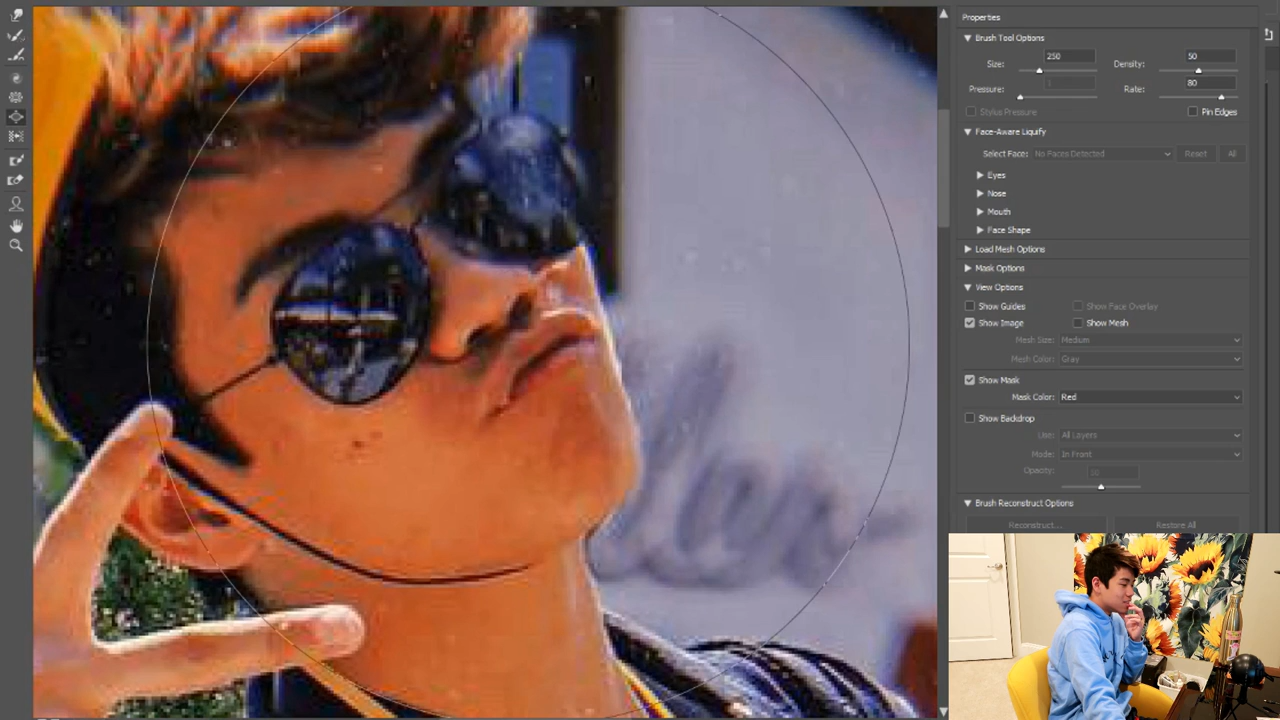 Properties
Brush Tool Options
Size: 250 Density: 50
Pressure: Rate: 80
Stylus Pressure Pin Edges
Face-Aware Liquify
Select Face: No Faces Detected Reset All
Eyes
Nose
Mouth
Face Shape
Load Mesh Options
Mask Options
View Options
Show Guides Show Face Overlay
Show Image Show Mesh
Mesh Size: Medium
Mesh Color: Gray
Show Mask
Mask Color: Red
Show Backdrop
Use: All Layers
Mode: In Front
Opacity: 50
Brush Reconstruct Options
Reconstruct... Restore All